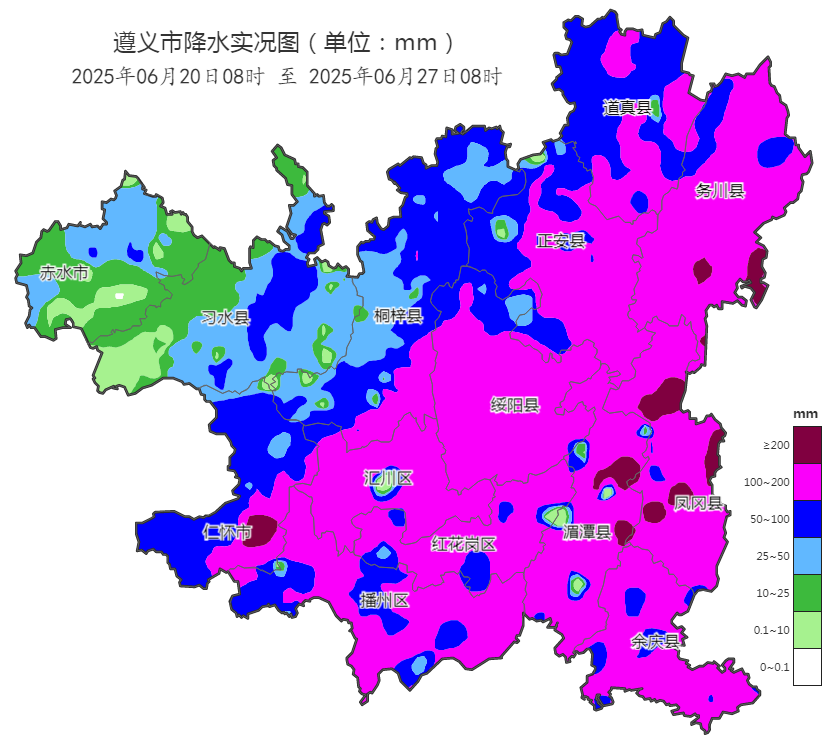 遵义市降水实况图（单位：mm）
2025年06月20日08时 至 2025年06月27日08时
道真县
务川县
正安县
赤水市
习水县
桐梓县
绥阳县
mm
≥200
100~200
50~100
25~50
10~25
0.1~10
0~0.1
汇川区
凤冈县
仁怀市
红花岗区
湄潭县
播州区
余庆县